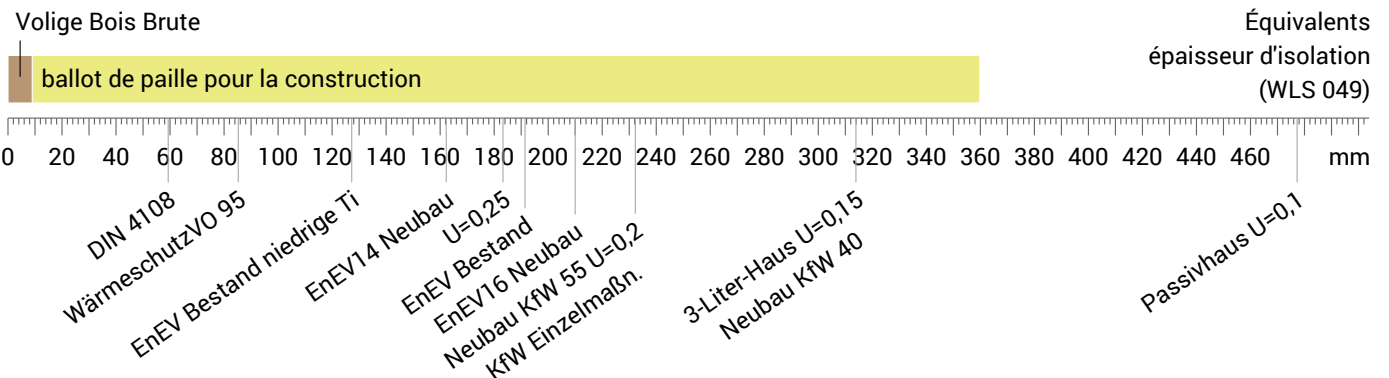 Volige Bois Brute
Équivalents
épaisseur d'isolation
(WLS 049)
ballot de paille pour la construction
0 20 40 60 80 100 120 140 160 180 200 220 240 260 280 300 320 340 360 380 400 420 440 460 mm
DIN 4108
WärmeschutzVO 95
EnEV Bestand niedrige Ti
EnEV14 Neubau
U=0,25
EnEV Bestand
EnEV16 Neubau
Neubau KfW 55 U=0,2
KfW Einzelmaßn.
3-Liter-Haus U=0,15
Neubau KfW 40
Passivhaus U=0,1